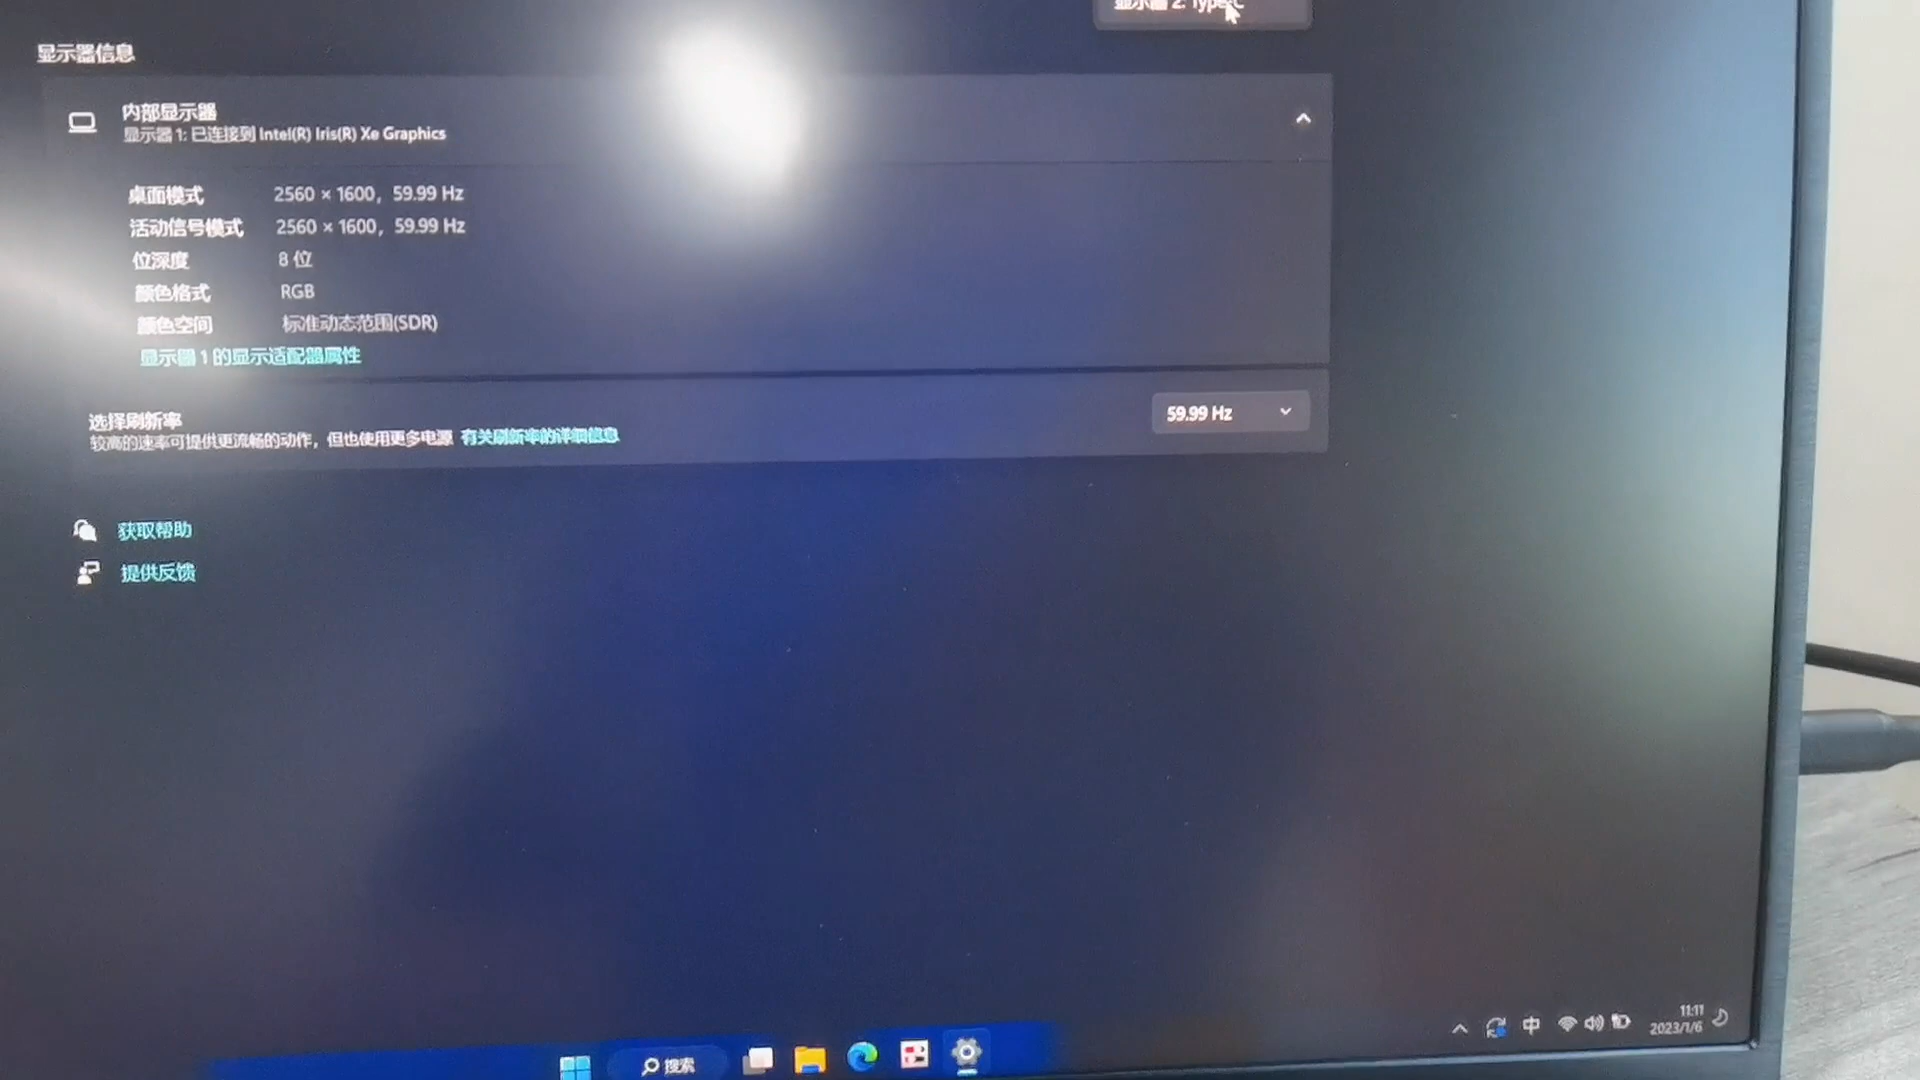 显示器 2: Type-C
显示器信息
内部显示器
显示器 1: 已连接到 Intel(R) Iris(R) Xe Graphics
桌面模式 2560 × 1600，59.99 Hz
活动信号模式 2560 × 1600，59.99 Hz
位深度 8 位
颜色格式 RGB
颜色空间 标准动态范围(SDR)
显示器 1 的显示适配器属性
选择刷新率
较高的速率可提供更流畅的动作，但也使用更多电源 有关刷新率的详细信息
59.99 Hz
获取帮助
提供反馈
搜索
中
11:11
2023/1/6